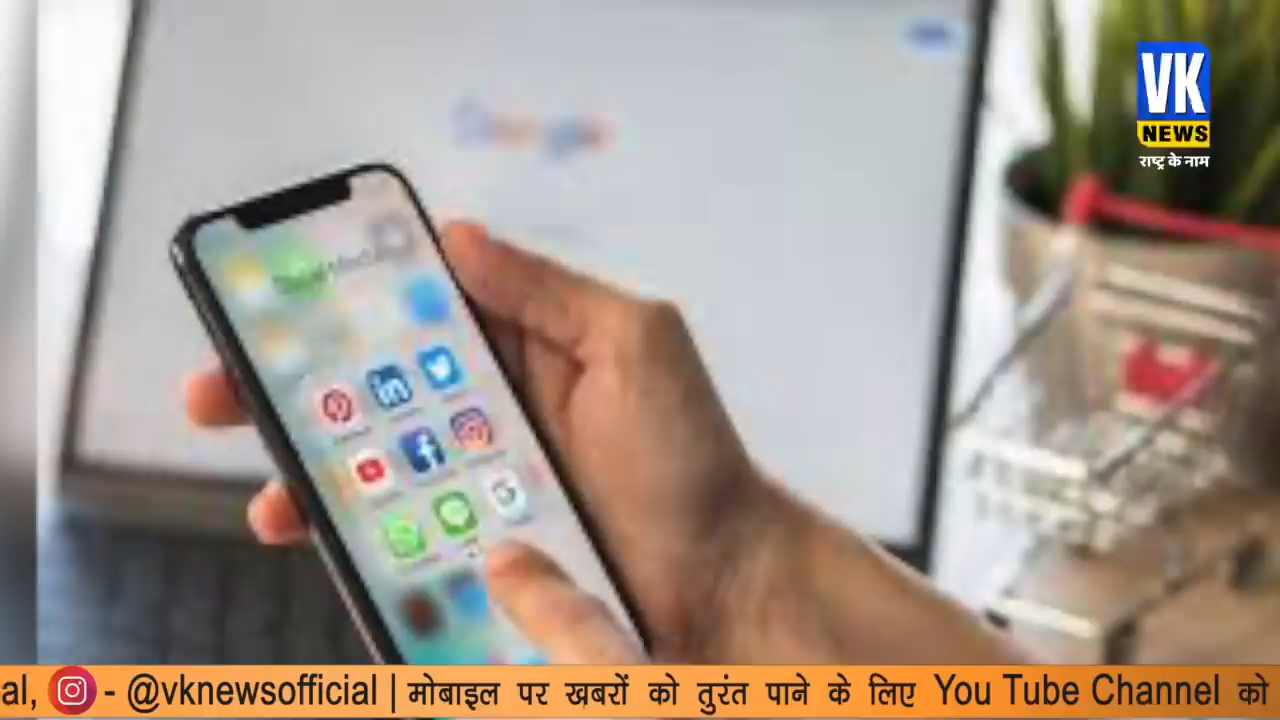 VK
NEWS
राष्ट्र के नाम
al, - @vknewsofficial | मोबाइल पर खबरों को तुरंत पाने के लिए You Tube Channel को